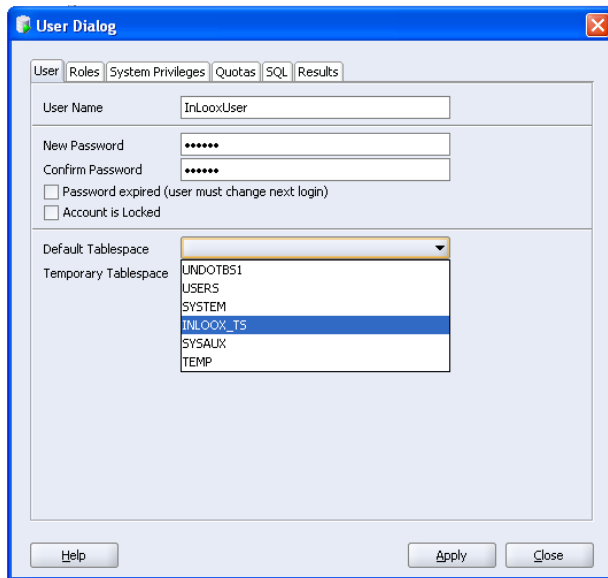 User Dialog
User Roles System Privileges Quotas SQL Results
User Name InLooxUser
New Password ••••••
Confirm Password ••••••
Password expired (user must change next login)
Account is Locked
Default Tablespace
Temporary Tablespace UNDOTBS1
USERS
SYSTEM
INLOOX_TS
SYSAUX
TEMP
Help Apply Close